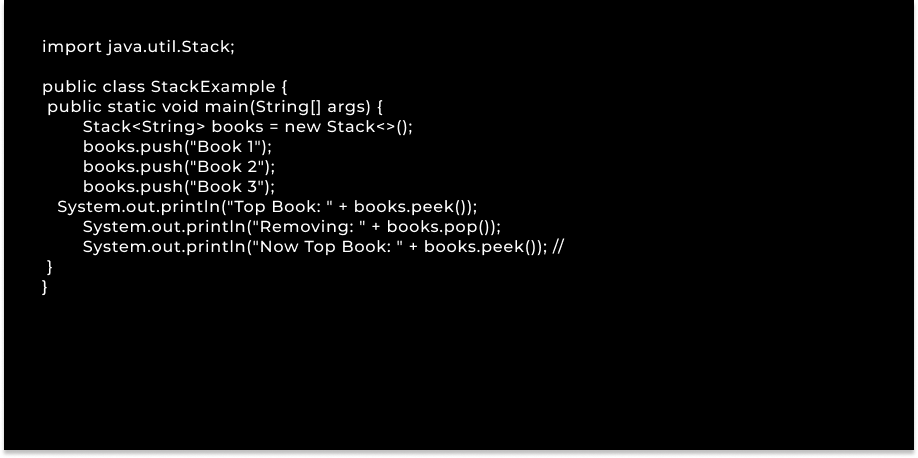 import java.util.Stack;
public class StackExample {
public static void main(String[] args) {
Stack<String> books = new Stack<>();
books.push("Book 1");
books.push("Book 2");
books.push("Book 3");
System.out.println("Top Book: " + books.peek());
System.out.println("Removing: " + books.pop());
System.out.println("Now Top Book: " + books.peek()); //
}
}